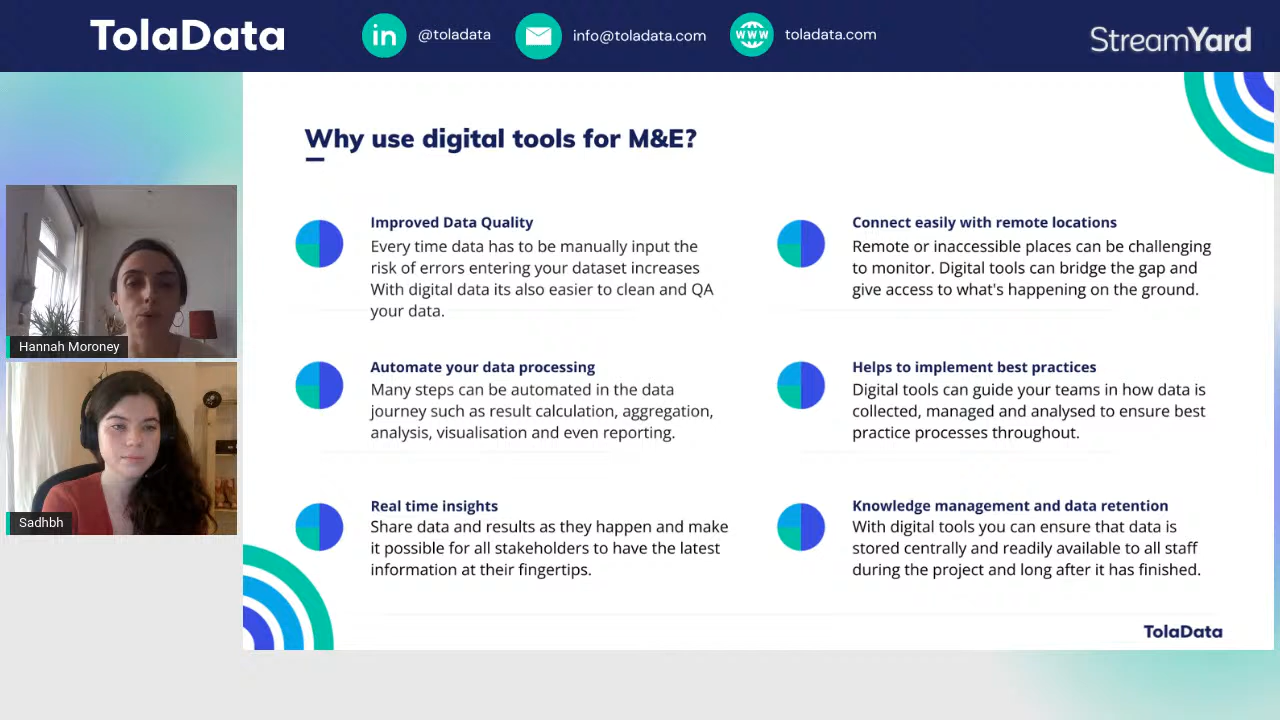 TolaData
in @toladata
info@toladata.com
WWW toladata.com
StreamYard
Why use digital tools for M&E?
Improved Data Quality
Every time data has to be manually input the
risk of errors entering your dataset increases
With digital data its also easier to clean and QA
your data.
Automate your data processing
Many steps can be automated in the data
journey such as result calculation, aggregation,
analysis, visualisation and even reporting.
Real time insights
Share data and results as they happen and make
it possible for all stakeholders to have the latest
information at their fingertips.
Connect easily with remote locations
Remote or inaccessible places can be challenging
to monitor. Digital tools can bridge the gap and
give access to what's happening on the ground.
Helps to implement best practices
Digital tools can guide your teams in how data is
collected, managed and analysed to ensure best
practice processes throughout.
Knowledge management and data retention
With digital tools you can ensure that data is
stored centrally and readily available to all staff
during the project and long after it has finished.
TolaData
Hannah Moroney
Sadhbh